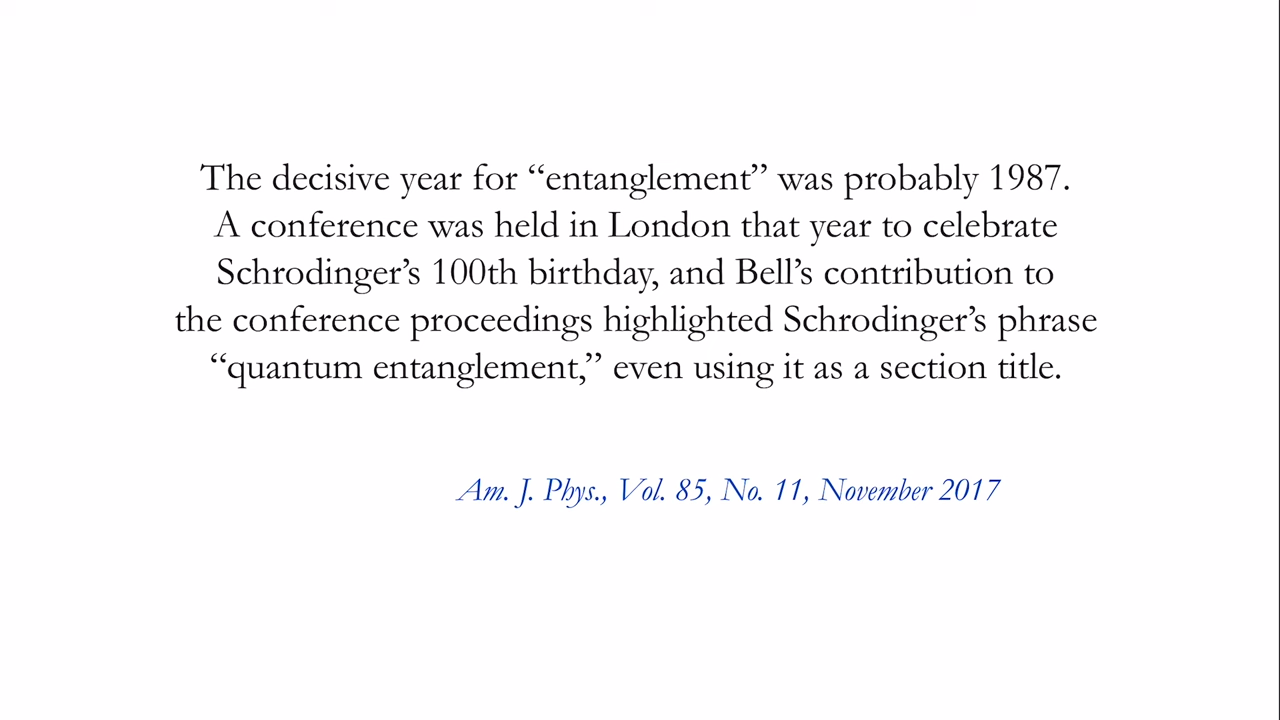 The decisive year for “entanglement” was probably 1987.
A conference was held in London that year to celebrate
Schrodinger’s 100th birthday, and Bell’s contribution to
the conference proceedings highlighted Schrodinger’s phrase
“quantum entanglement,” even using it as a section title.
Am. J. Phys., Vol. 85, No. 11, November 2017